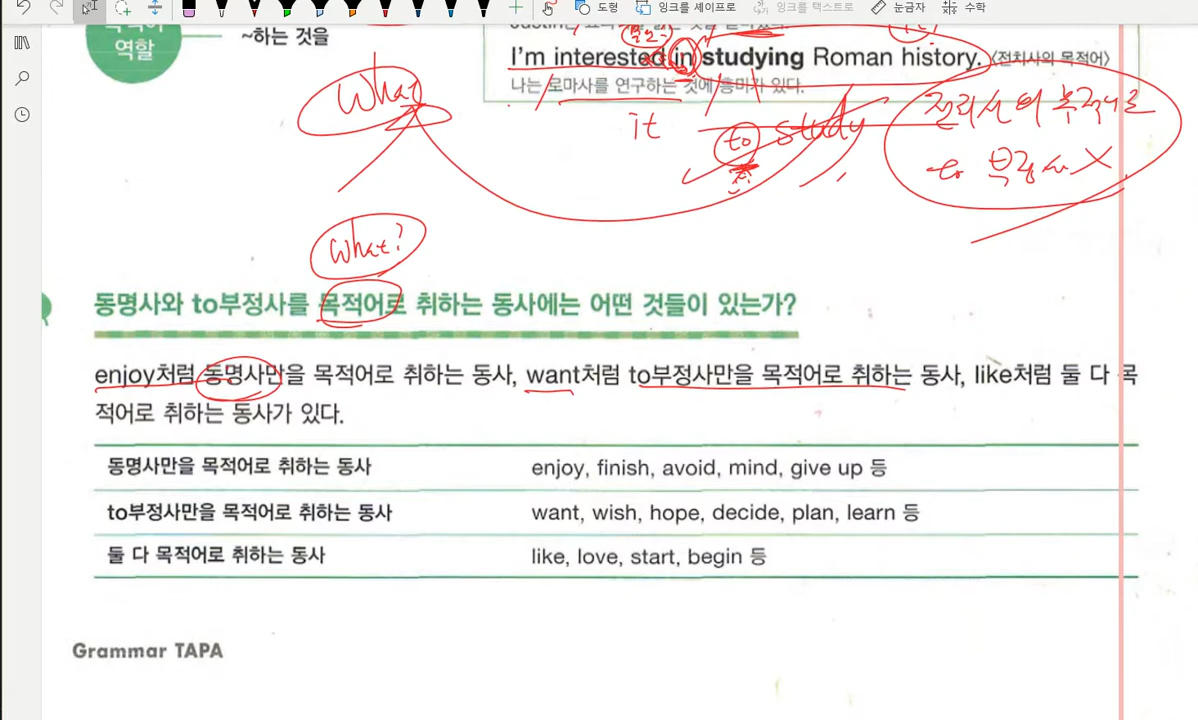 도형 잉크를 셰이프로 잉크를 텍스트로 눈금자 수학
역할
~하는 것을
I'm interested in studying Roman history. <전치사의 목적어>
나는 로마사를 연구하는 것에 흥미가 있다.
What
it to study
전치사의 목적어로
to 부정사 X
What?
동명사와 to부정사를 목적어로 취하는 동사에는 어떤 것들이 있는가?
enjoy처럼 동명사만을 목적어로 취하는 동사, want처럼 to부정사만을 목적어로 취하는 동사, like처럼 둘 다 목
적어로 취하는 동사가 있다.
동명사만을 목적어로 취하는 동사 enjoy, finish, avoid, mind, give up 등
to부정사만을 목적어로 취하는 동사 want, wish, hope, decide, plan, learn 등
둘 다 목적어로 취하는 동사 like, love, start, begin 등
Grammar TAPA